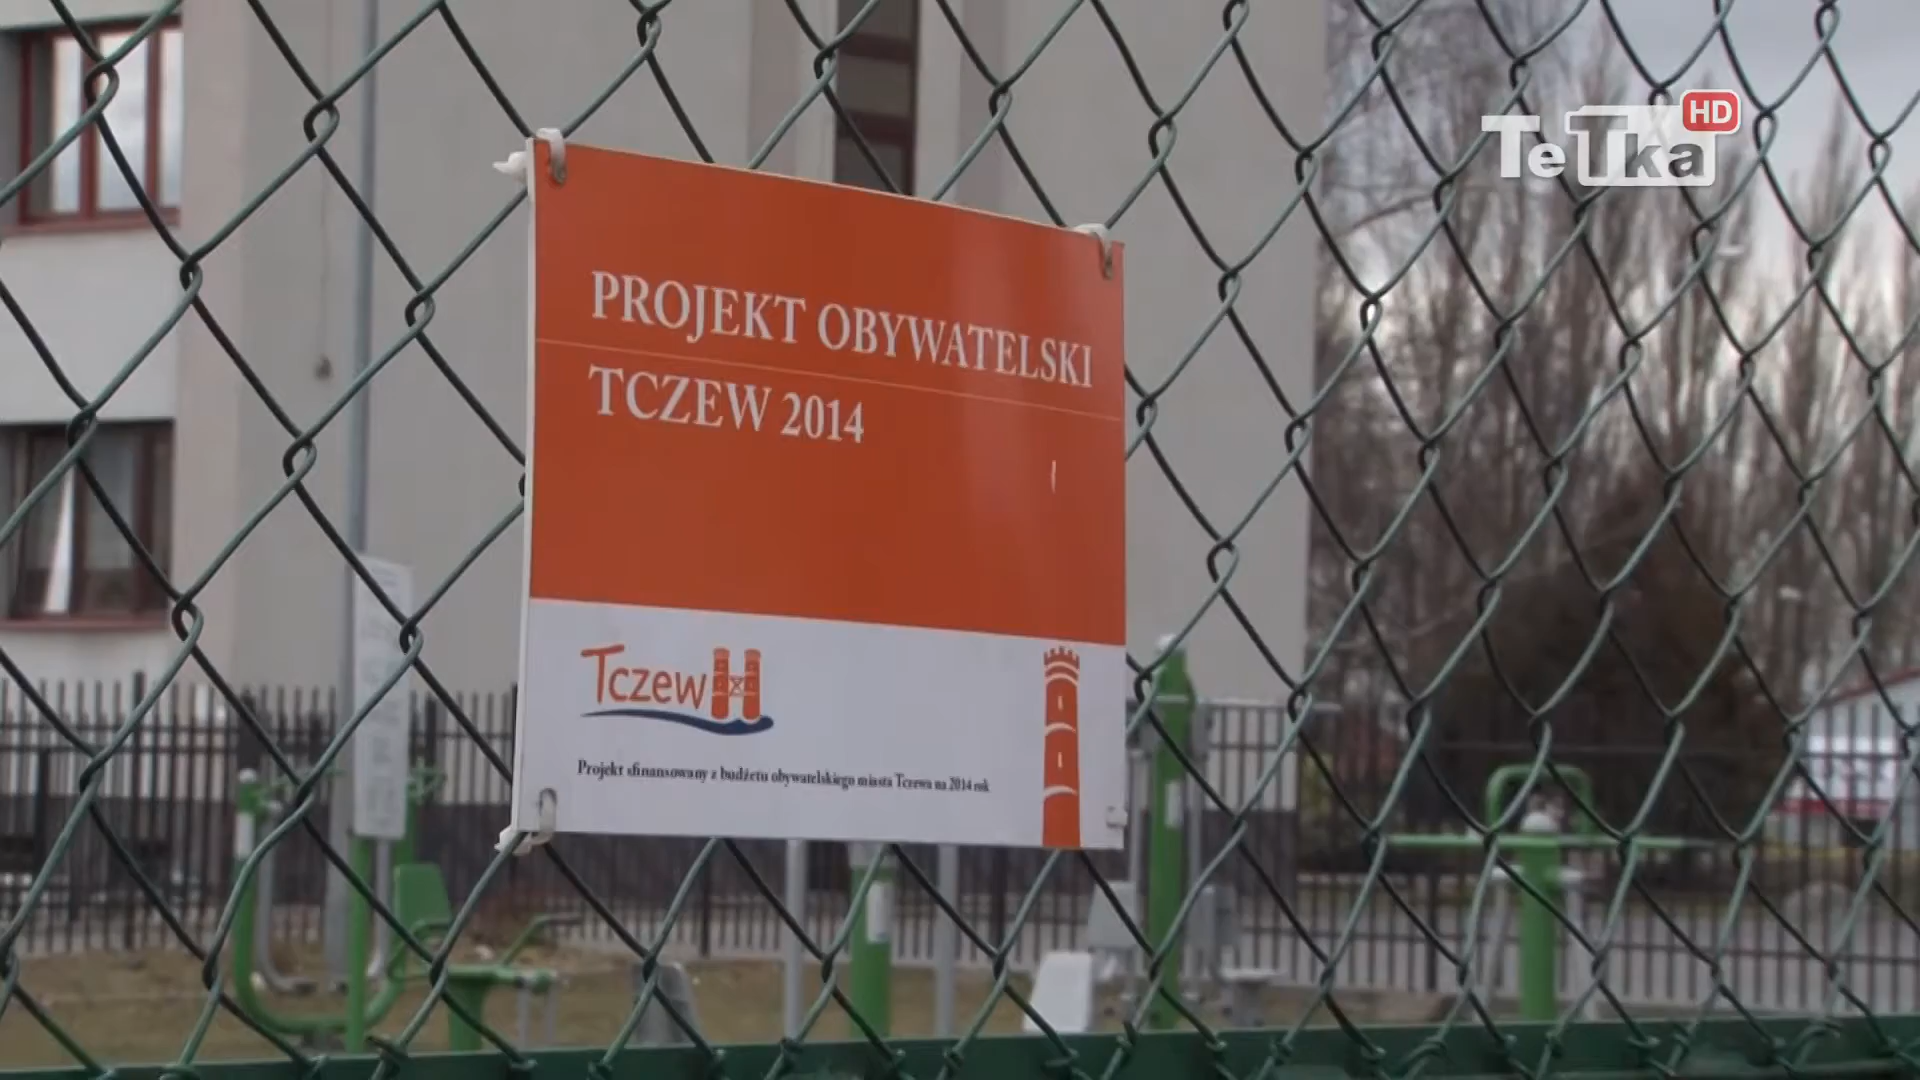 TeTka HD
PROJEKT OBYWATELSKI
TCZEW 2014
Tczew
Projekt sfinansowany z budżetu obywatelskiego miasta Tczewa na 2014 rok